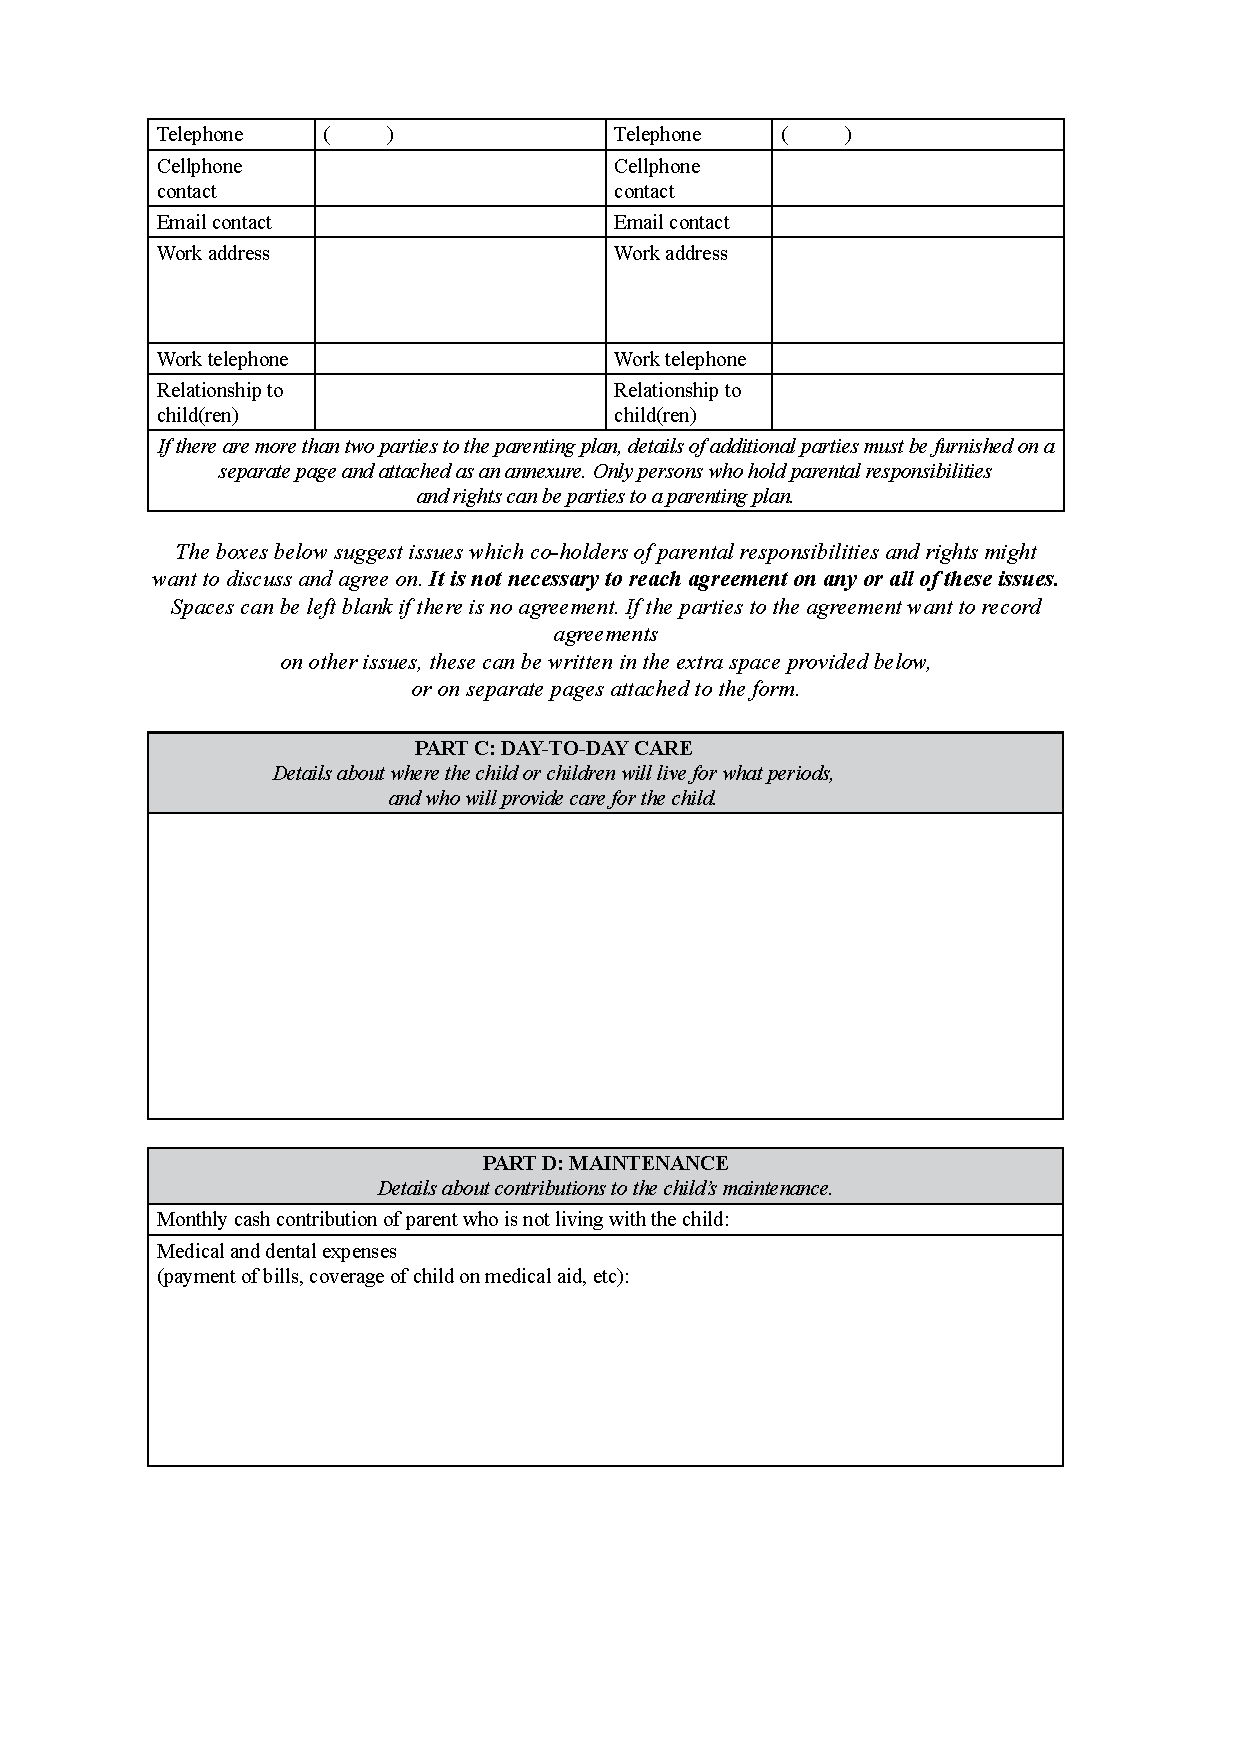 Telephone ( ) Telephone ( )
Cellphone Cellphone
contact contact
Email contact Email contact
Work address Work address
Work telephone Work telephone
Relationship to Relationship to
child(ren) child(ren)
If there are more than two parties to the parenting plan, details of additional parties must be furnished on a
separate page and attached as an annexure. Only persons who hold parental responsibilities
and rights can be parties to a parenting plan.
The boxes below suggest issues which co-holders of parental responsibilities and rights might
want to discuss and agree on. It is not necessary to reach agreement on any or all of these issues.
Spaces can be left blank if there is no agreement. If the parties to the agreement want to record
agreements
on other issues, these can be written in the extra space provided below,
or on separate pages attached to the form.
PART C: DAY-TO-DAY CARE
Details about where the child or children will live for what periods,
and who will provide care for the child.
PART D: MAINTENANCE
Details about contributions to the child’s maintenance.
Monthly cash contribution of parent who is not living with the child:
Medical and dental expenses
(payment of bills, coverage of child on medical aid, etc):